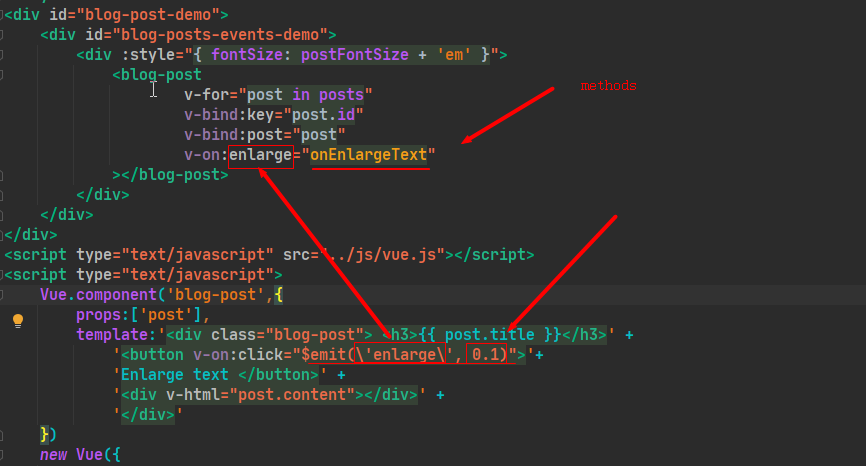 <div id="blog-post-demo">
<div id="blog-posts-events-demo">
<div :style="{ fontSize: postFontSize + 'em' }">
<blog-post
v-for="post in posts"
methods
v-bind:key="post.id"
v-bind:post="post"
v-on:enlarge="onEnlargeText"
></blog-post>
</div>
</div>
</div>
<script type="text/javascript" src="../js/vue.js"></script>
<script type="text/javascript">
Vue.component('blog-post',{
props:['post'],
template:'<div class="blog-post"> <h3>{{ post.title }}</h3>' +
'<button v-on:click="$emit(\'enlarge\', 0.1)">'+
'Enlarge text </button>' +
'<div v-html="post.content"></div>' +
'</div>'
})
new Vue({